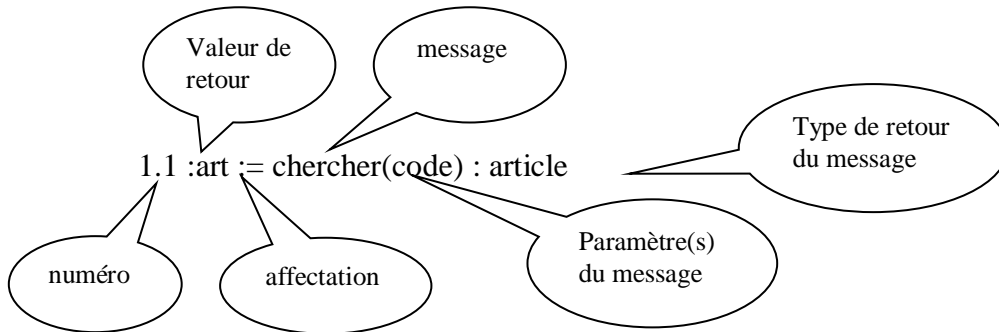 Valeur de
retour
message
Type de retour
du message
1.1 :art := chercher(code) : article
numéro
affectation
Paramètre(s)
du message